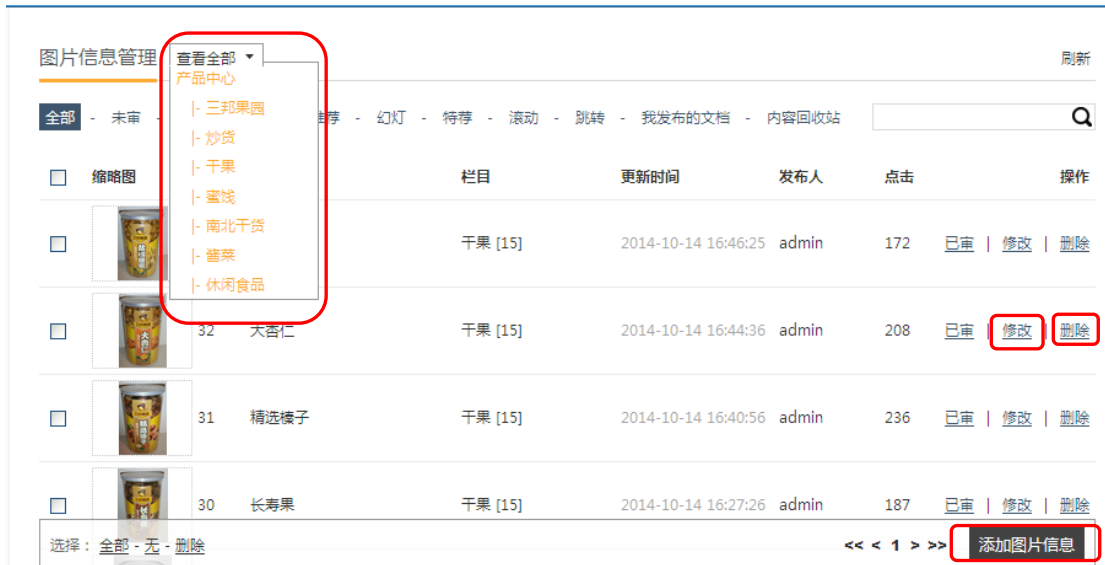 图片信息管理 查看全部 刷新
产品中心
|- 三邦果园
|- 炒货
|- 干果
|- 蜜饯
|- 南北干货
|- 酱菜
|- 休闲食品
全部 - 未审 - 推荐 - 幻灯 - 特荐 - 滚动 - 跳转 - 我发布的文档 - 内容回收站
缩略图 栏目 更新时间 发布人 点击 操作
干果 [15] 2014-10-14 16:46:25 admin 172 已审 | 修改 | 删除
大杏仁
32 大杏仁 干果 [15] 2014-10-14 16:44:36 admin 208 已审 | 修改 | 删除
31 精选榛子 干果 [15] 2014-10-14 16:40:56 admin 236 已审 | 修改 | 删除
30 长寿果 干果 [15] 2014-10-14 16:27:26 admin 187 已审 | 修改 | 删除
选择： 全部 - 无 - 删除 << < 1 > >> 添加图片信息